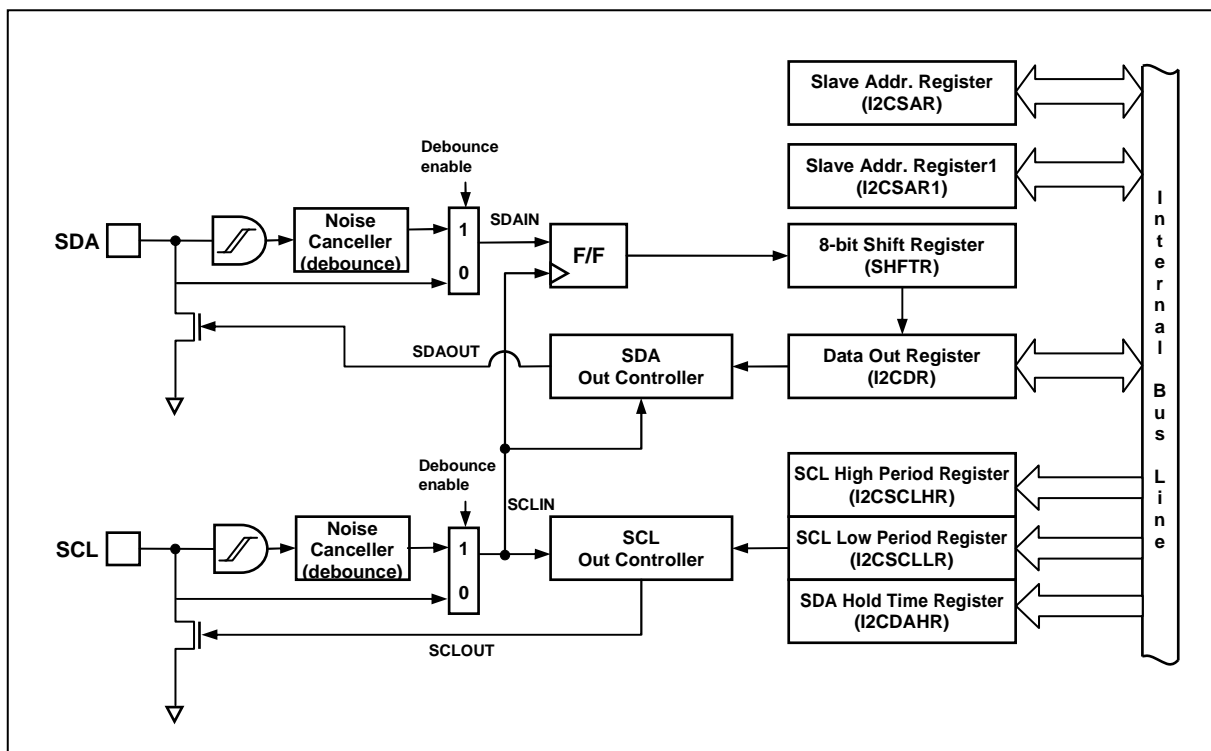 Slave Addr. Register
(I2CSAR)
Slave Addr. Register1
(I2CSAR1)
Debounce
enable
SDA
Noise
Canceller
(debounce)
1
0
SDAIN
F/F
8-bit Shift Register
(SHFTR)
SDAOUT
SDA
Out Controller
Data Out Register
(I2CDR)
Internal Bus Line
Debounce
enable
SCLIN
SCL
Noise
Canceller
(debounce)
1
0
SCL
Out Controller
SCL High Period Register
(I2CSCLHR)
SCL Low Period Register
(I2CSCLLR)
SDA Hold Time Register
(I2CDAHR)
SCLOUT